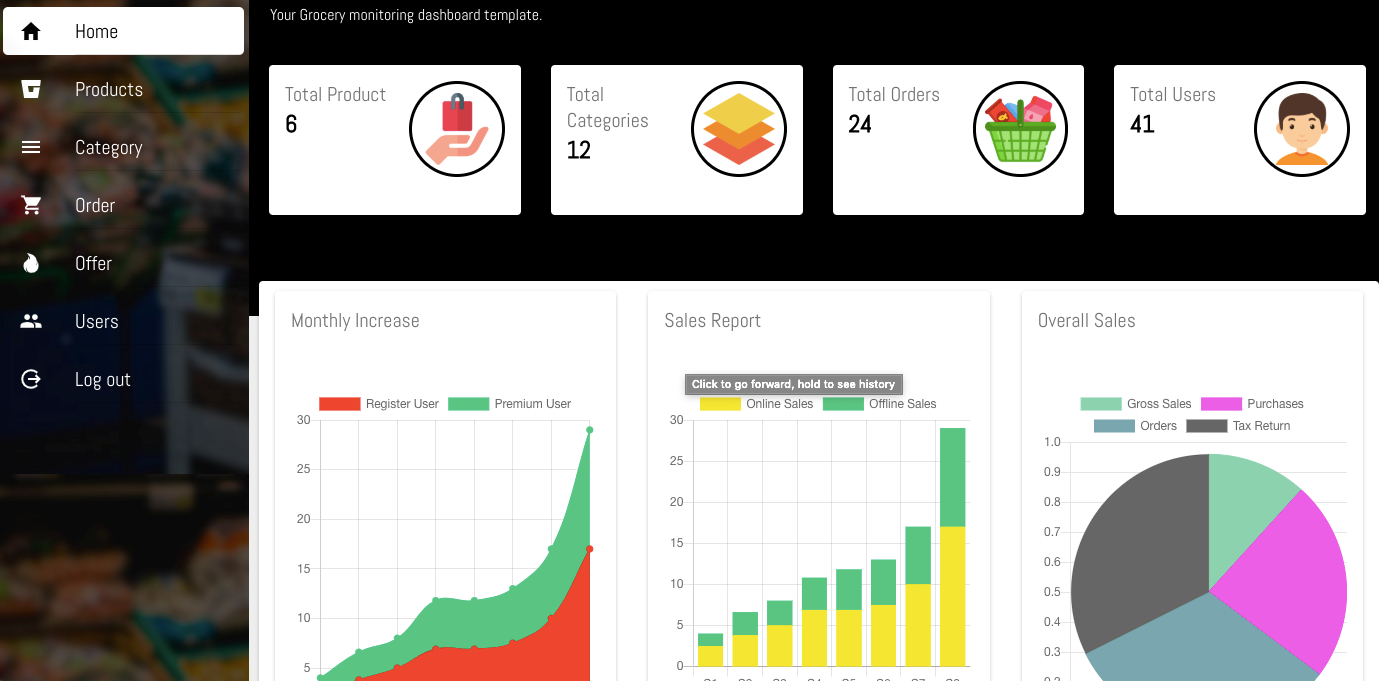 Home
Products
Category
Order
Offer
Users
Log out
Your Grocery monitoring dashboard template.
Total Product
6
Total
Categories
12
Total Orders
24
Total Users
41
Monthly Increase
Register User
Premium User
30
25
20
15
10
5
Sales Report
Click to go forward, hold to see history
Online Sales
Offline Sales
30
25
20
15
10
5
0
Overall Sales
Gross Sales
Purchases
Orders
Tax Return
1.0
0.9
0.8
0.7
0.6
0.5
0.4
0.3